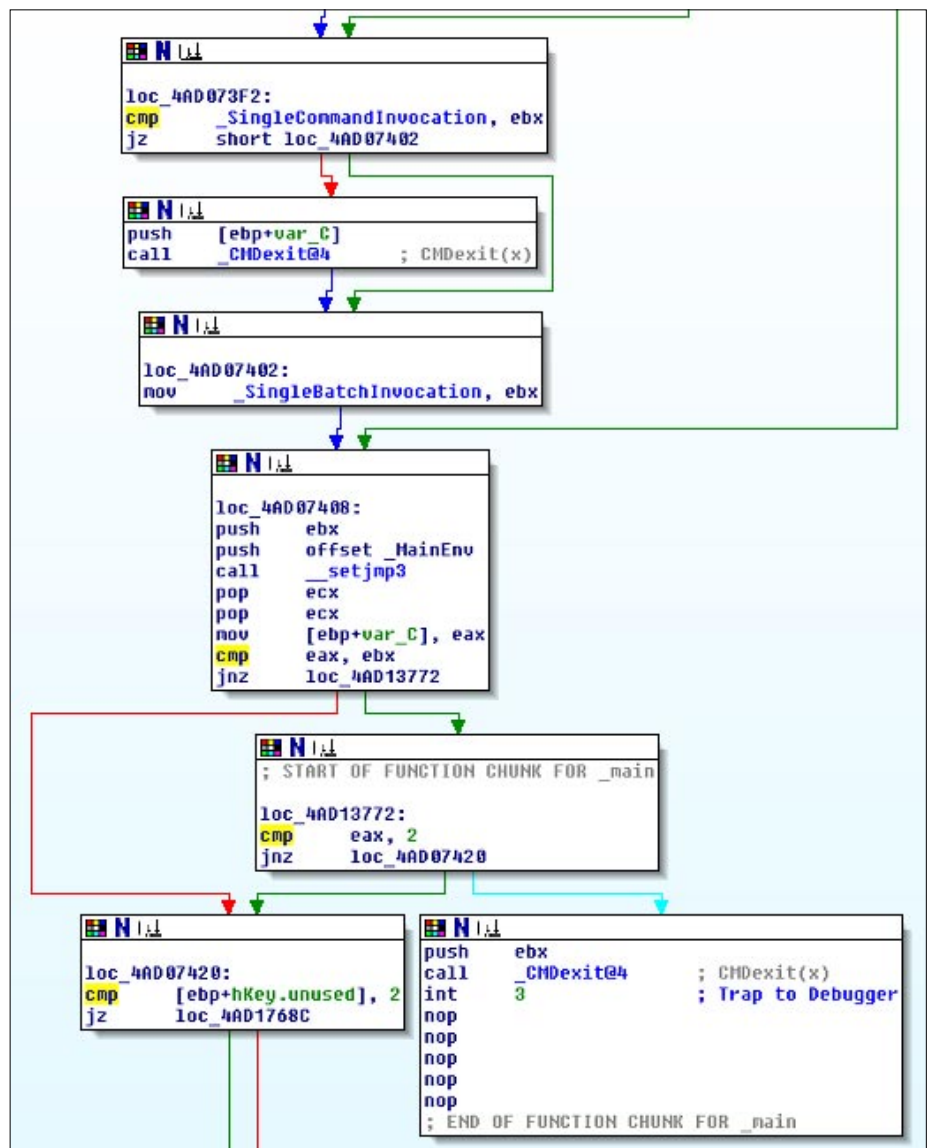 loc_4AD073F2:
cmp _SingleCommandInvocation, ebx
jz short loc_4AD07402
push [ebp+var_C]
call _CMDexit@4 ; CMDexit(x)
loc_4AD07402:
mov _SingleBatchInvocation, ebx
loc_4AD07408:
push ebx
push offset _MainEnv
call __setjmp3
pop ecx
pop ecx
mov [ebp+var_C], eax
cmp eax, ebx
jnz loc_4AD13772
; START OF FUNCTION CHUNK FOR _main
loc_4AD13772:
cmp eax, 2
jnz loc_4AD07420
loc_4AD07420:
cmp [ebp+hKey.unused], 2
jz loc_4AD1768C
push ebx
call _CMDexit@4 ; CMDexit(x)
int 3 ; Trap to Debugger
nop
nop
nop
nop
nop
; END OF FUNCTION CHUNK FOR _main